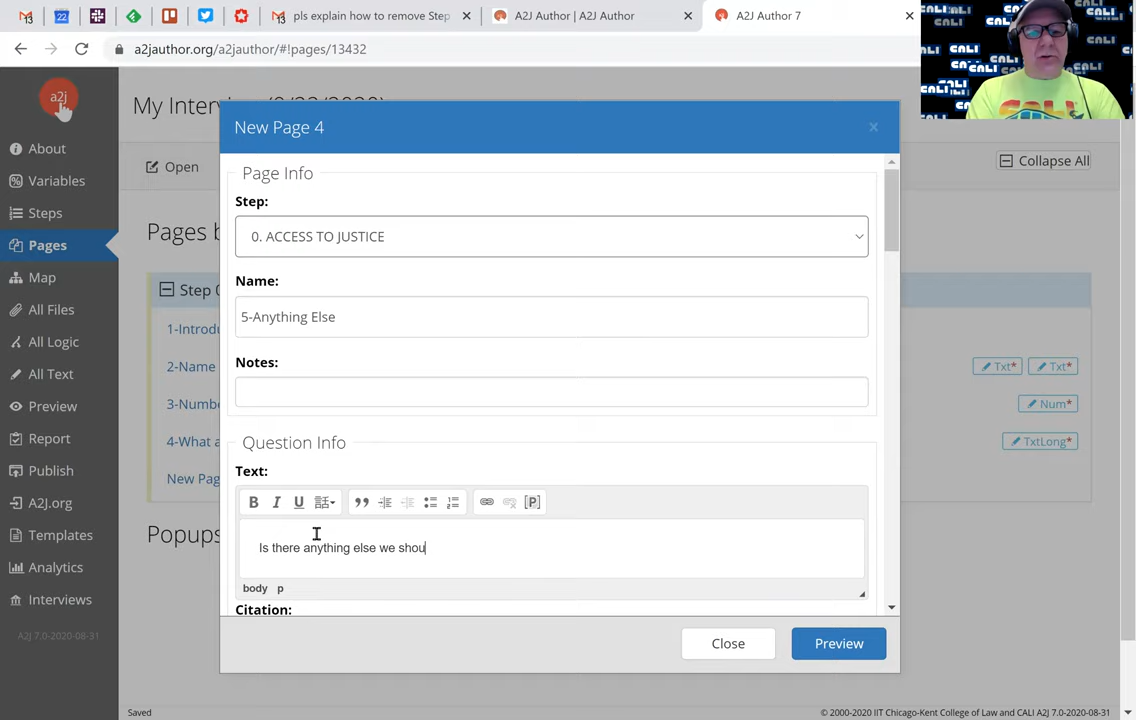 pls explain how to remove Step
A2J Author | A2J Author
A2J Author 7
a2jauthor.org/a2jauthor/#!pages/13432
CALI
a2j
My Interview (9/22/2020)
Open
Collapse All
About
Variables
Steps
Pages
Map
All Files
All Logic
All Text
Preview
Report
Publish
A2J.org
Templates
Analytics
Interviews
A2J 7.0-2020-08-31
Pages b
Step 0
1-Introdu
2-Name
Txt*
Txt*
3-Numbe
Num*
4-What a
TxtLong*
New Pag
Popups
New Page 4
Page Info
Step:
0. ACCESS TO JUSTICE
Name:
5-Anything Else
Notes:
Question Info
Text:
B I U
[P]
Is there anything else we shou
body p
Citation:
Close
Preview
Saved
© 2000-2020 IIT Chicago-Kent College of Law and CALI A2J 7.0-2020-08-31